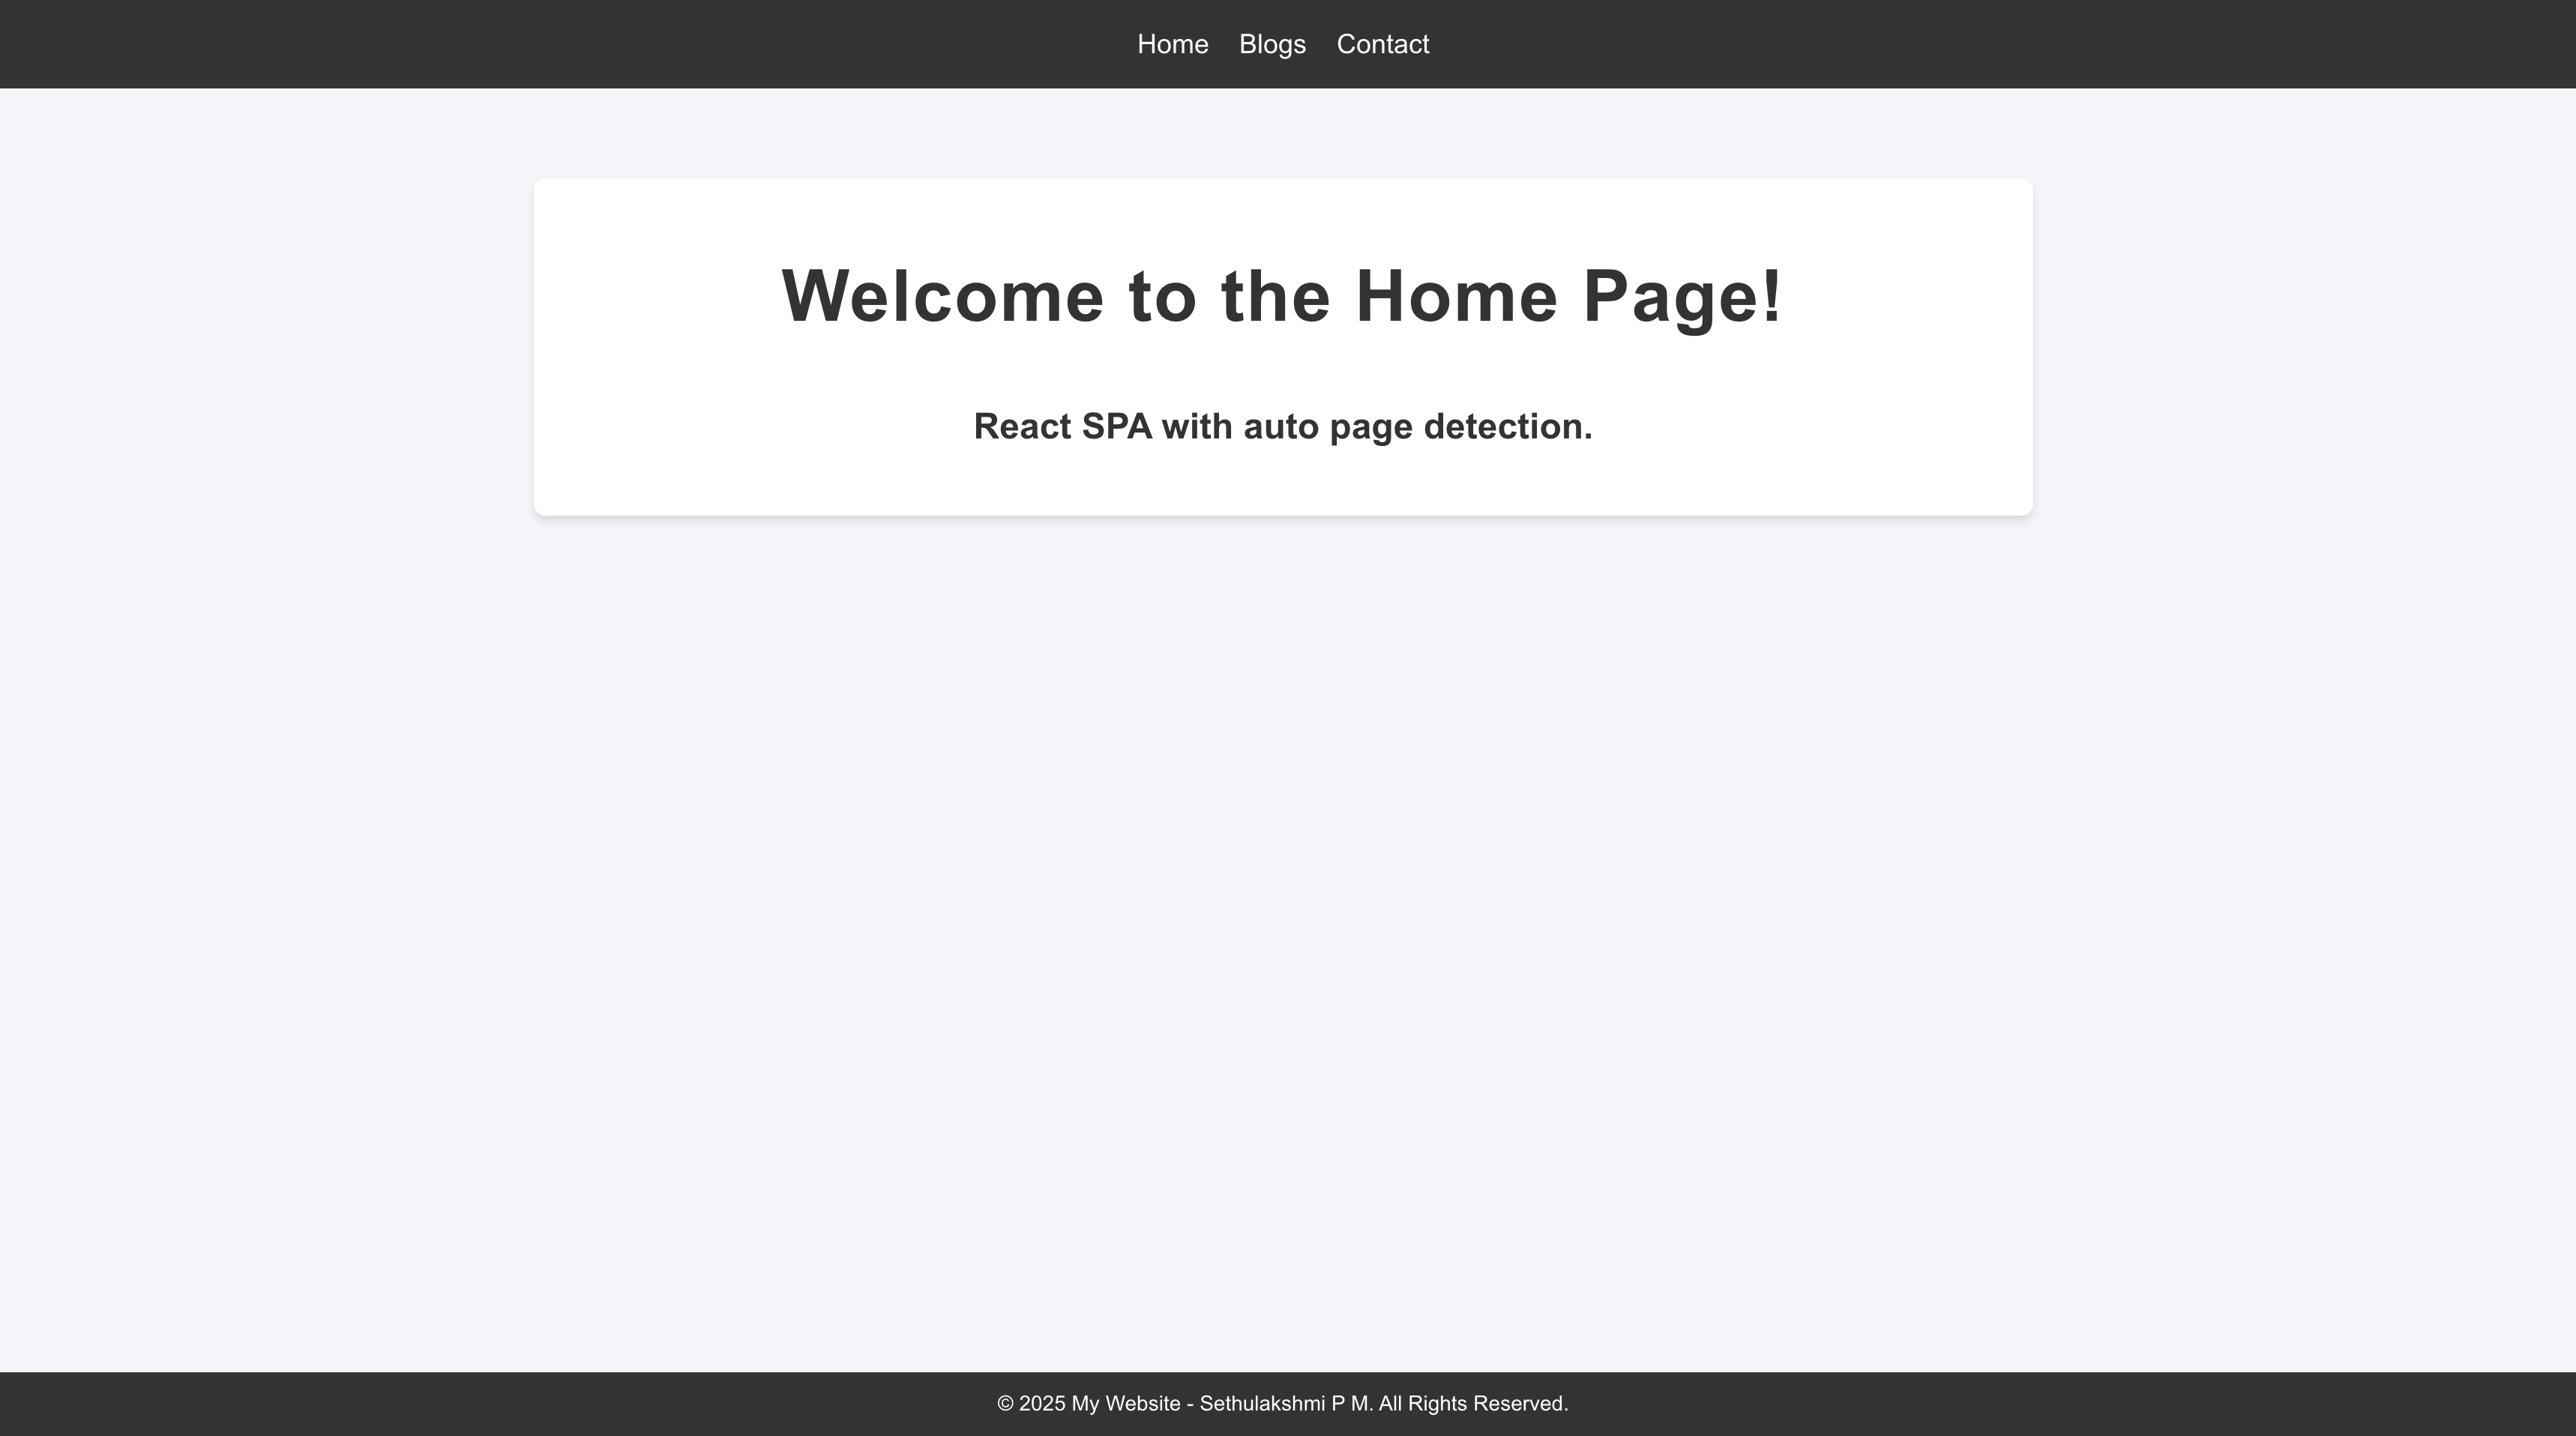 Home Blogs Contact
Welcome to the Home Page!
React SPA with auto page detection.
© 2025 My Website - Sethulakshmi P M. All Rights Reserved.